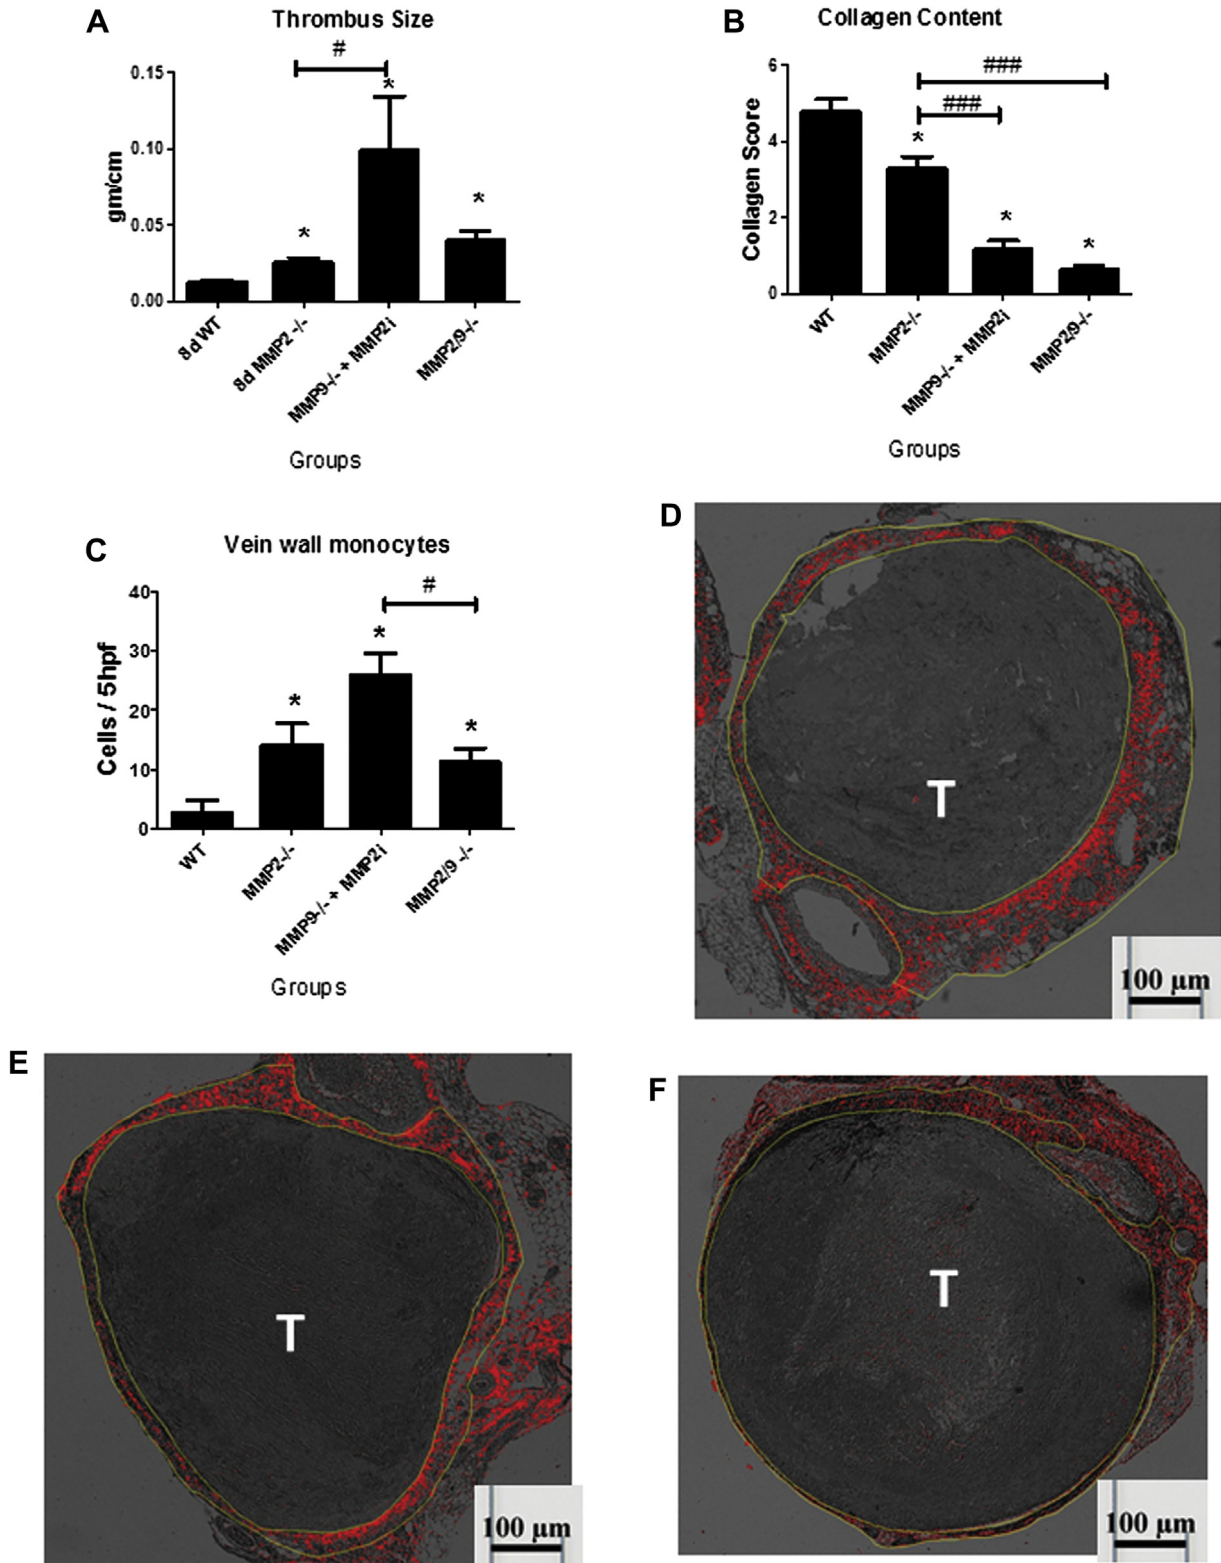 A
Thrombus Size
#
0.15
*
0.10
gm/cm
*
0.05
*
0.00
8d WT
8d MMP2 -/-
MMP9-/- + MMP2i
MMP2/9-/-
Groups
B
Collagen Content
6
###
###
Collagen Score
4
*
2
*
*
0
WT
MMP2-/-
MMP9-/- + MMP2i
MMP2/9-/-
Groups
C
Vein wall monocytes
40
#
*
30
Cells / 5hpf
*
20
*
10
0
WT
MMP2-/-
MMP9-/- + MMP2i
MMP2/9 -/-
Groups
D
T
100 µm
E
T
100 µm
F
T
100 µm